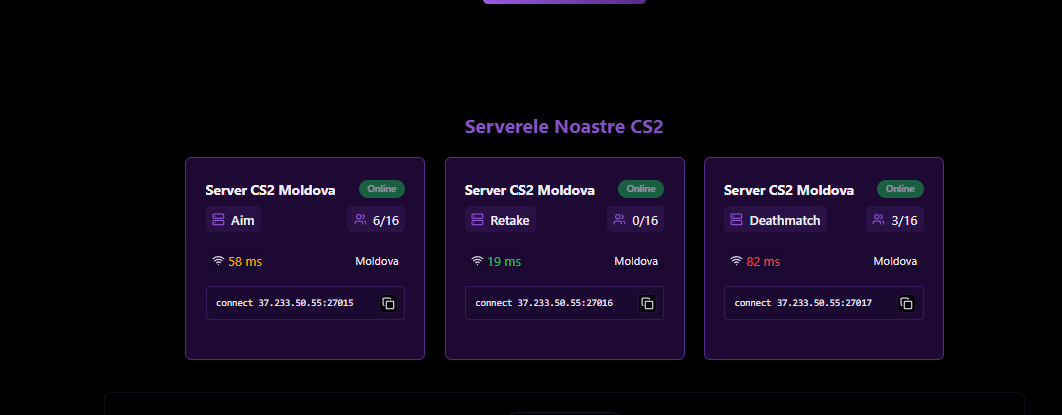 Serverele Noastre CS2
Server CS2 Moldova
Online
Aim
6/16
58 ms
Moldova
connect 37.233.50.55:27015
Server CS2 Moldova
Online
Retake
0/16
19 ms
Moldova
connect 37.233.50.55:27016
Server CS2 Moldova
Online
Deathmatch
3/16
82 ms
Moldova
connect 37.233.50.55:27017